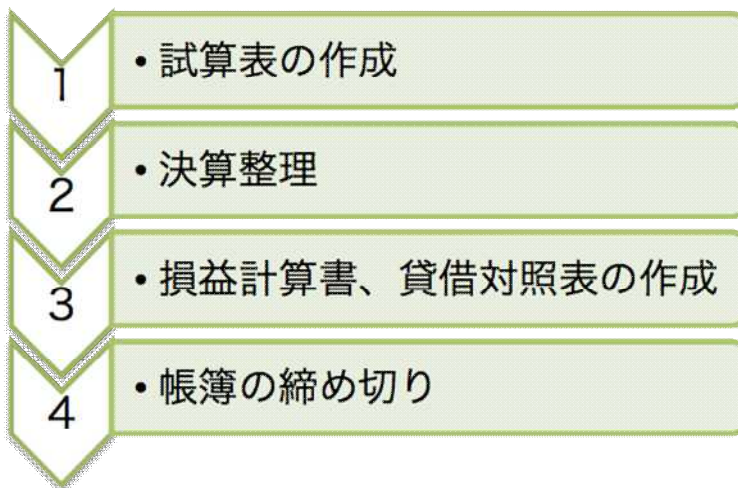 1
・試算表の作成
2
・決算整理
3
・損益計算書、貸借対照表の作成
4
・帳簿の締め切り